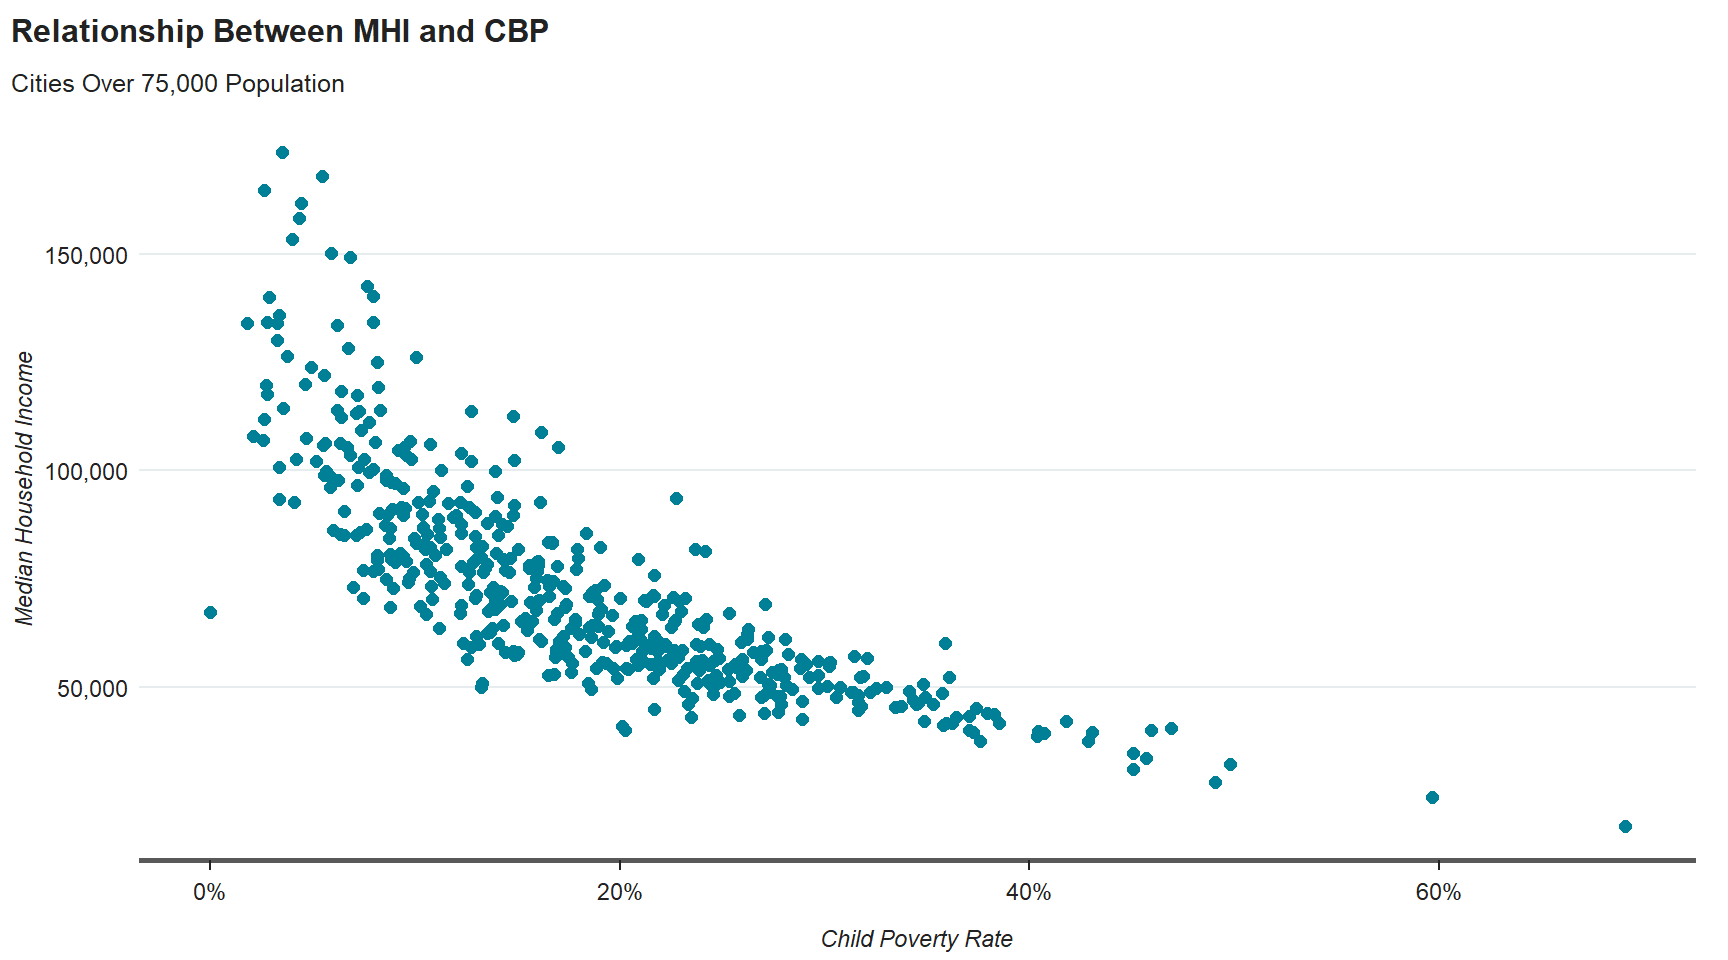 Relationship Between MHI and CBP
Cities Over 75,000 Population
150,000
100,000
50,000
Median Household Income
0%
20%
40%
60%
Child Poverty Rate